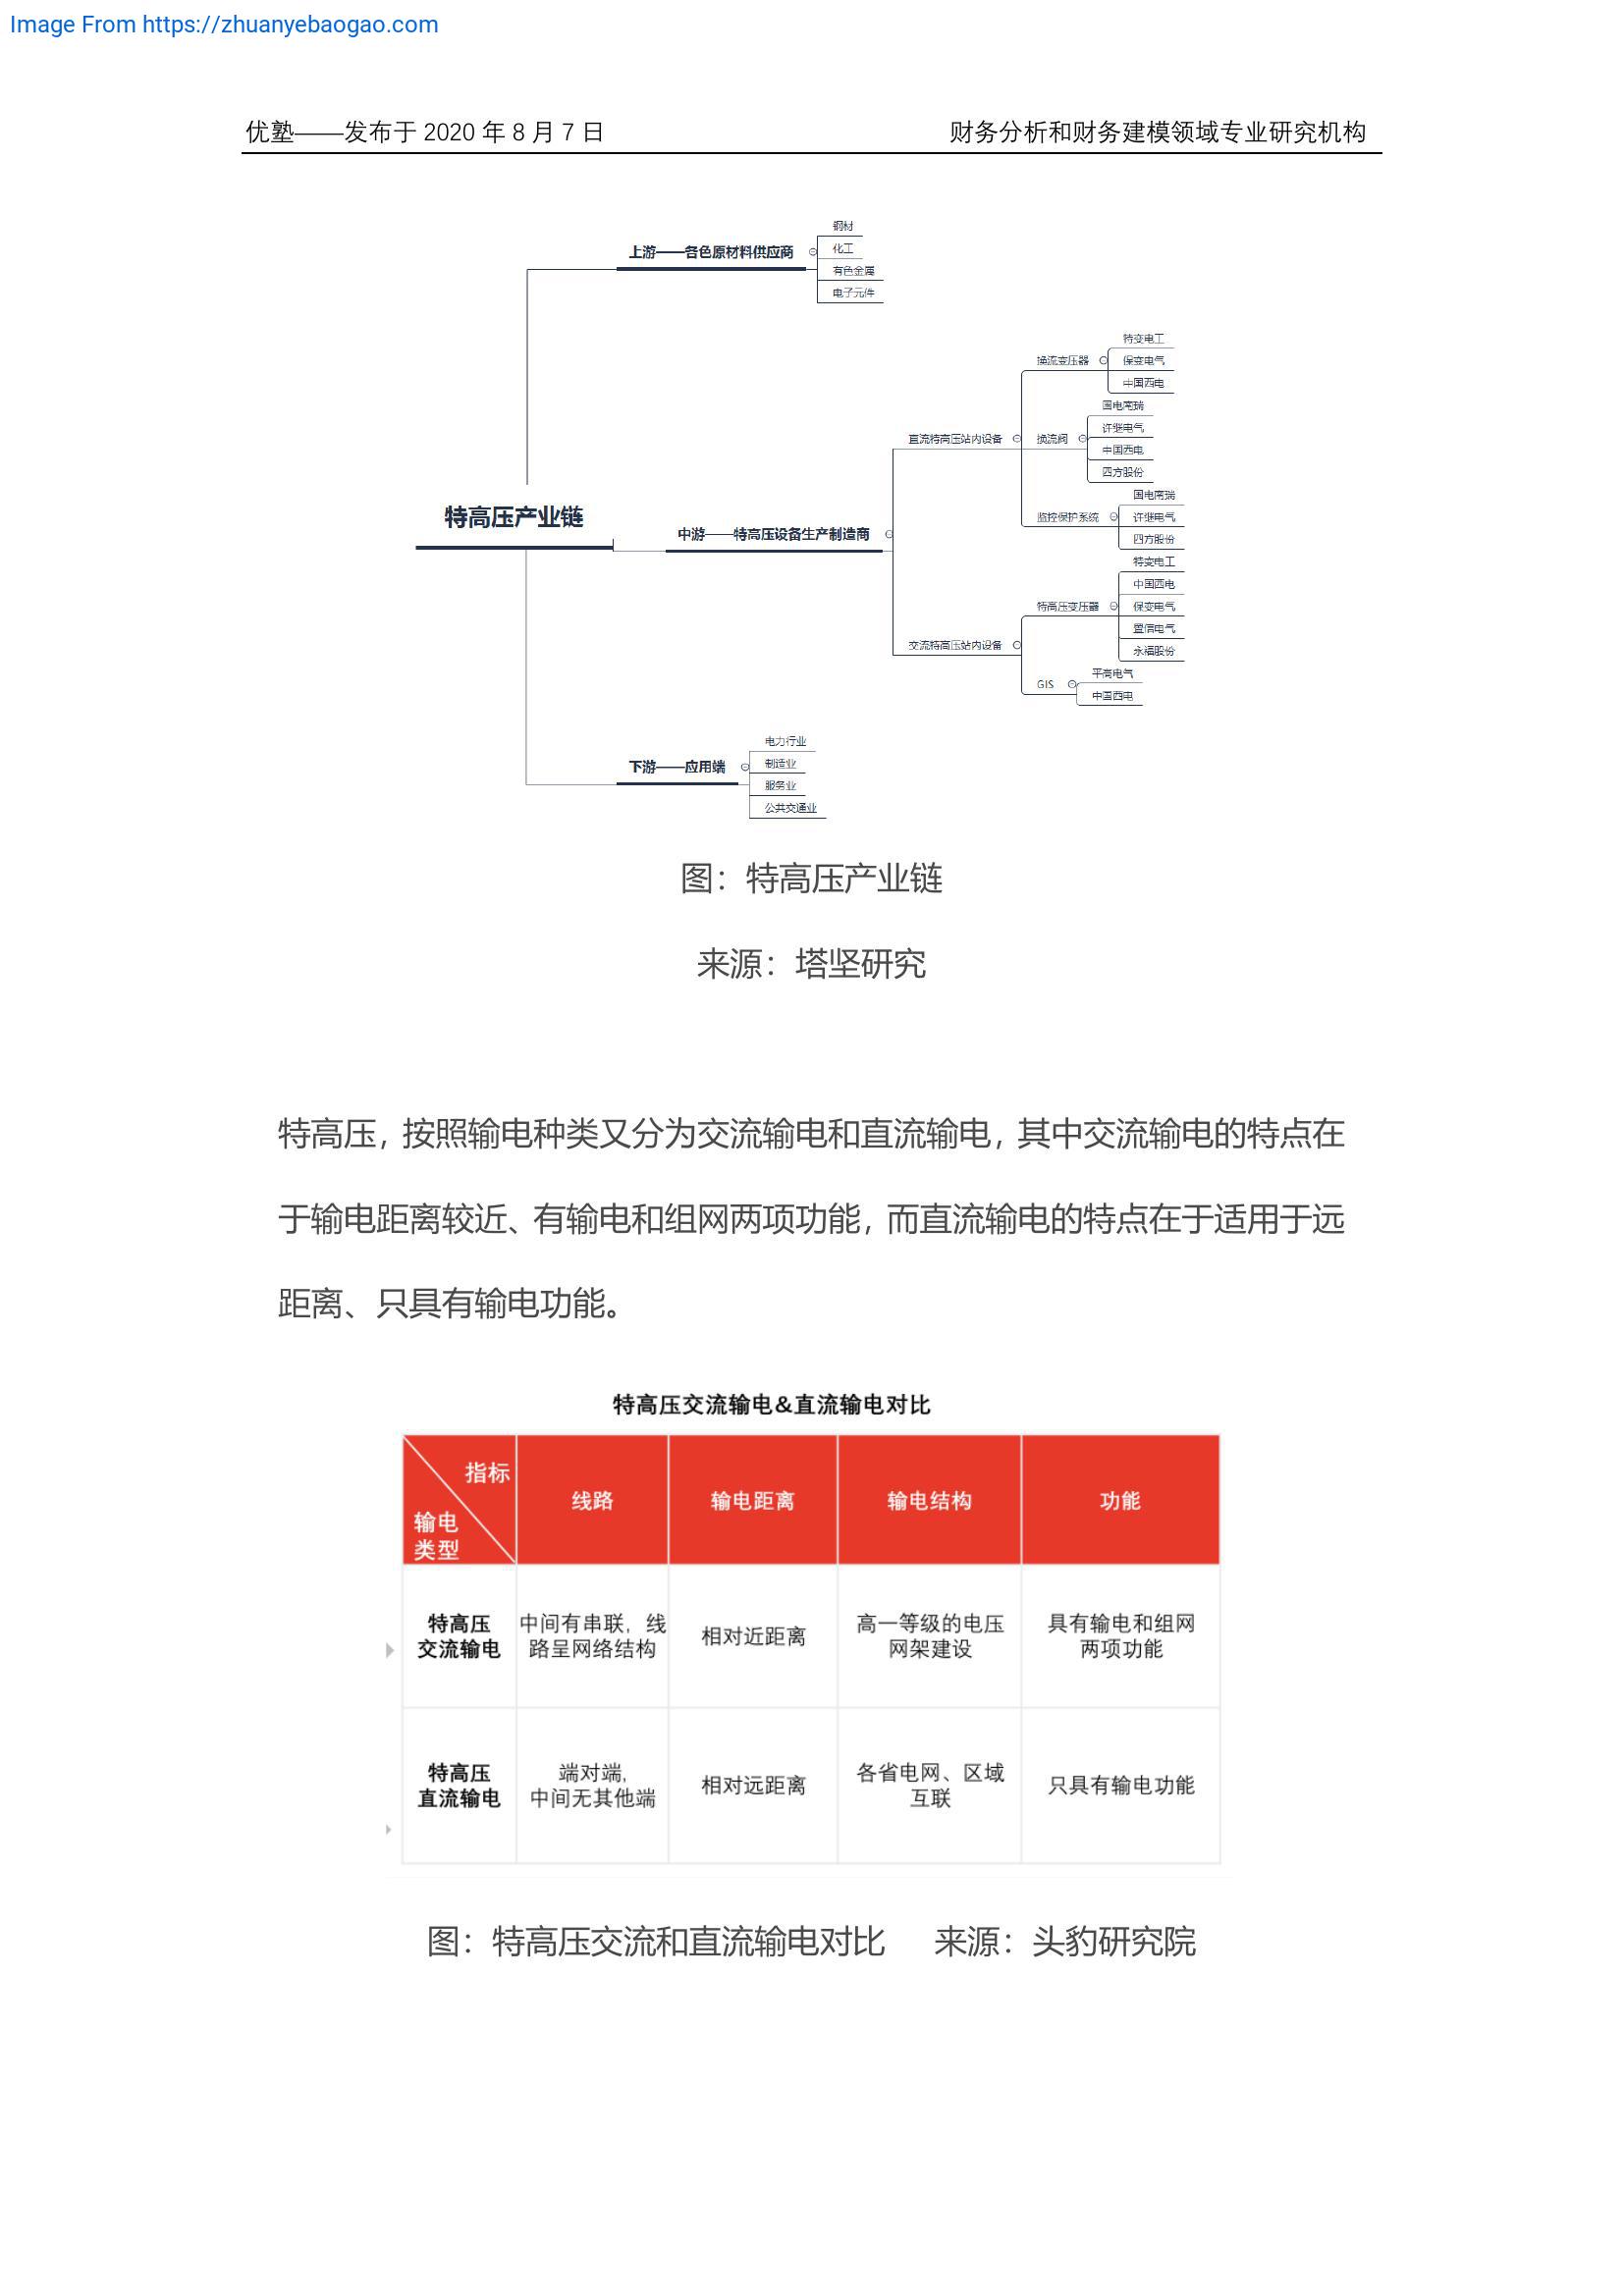 Image From https://zhuanyebaogao.com
优塾——发布于 2020 年 8 月 7 日
财务分析和财务建模领域专业研究机构
特高压产业链
上游——各色原材料供应商
钢材
化工
有色金属
电子元件
中游——特高压设备生产制造商
直流特高压站内设备
换流变压器
特变电工
保变电气
中国西电
换流阀
国电南瑞
许继电气
中国西电
四方股份
监控保护系统
国电南瑞
许继电气
四方股份
交流特高压站内设备
特高压变压器
特变电工
中国西电
保变电气
置信电气
永福股份
GIS
平高电气
中国西电
下游——应用端
电力行业
制造业
服务业
公共交通业
图：特高压产业链
来源：塔坚研究
特高压，按照输电种类又分为交流输电和直流输电，其中交流输电的特点在
于输电距离较近、有输电和组网两项功能，而直流输电的特点在于适用于远
距离、只具有输电功能。
特高压交流输电&直流输电对比
指标
输电
类型
线路
输电距离
输电结构
功能
特高压
交流输电
中间有串联，线
路呈网络结构
相对近距离
高一等级的电压
网架建设
具有输电和组网
两项功能
特高压
直流输电
端对端，
中间无其他端
相对远距离
各省电网、区域
互联
只具有输电功能
图：特高压交流和直流输电对比 来源：头豹研究院